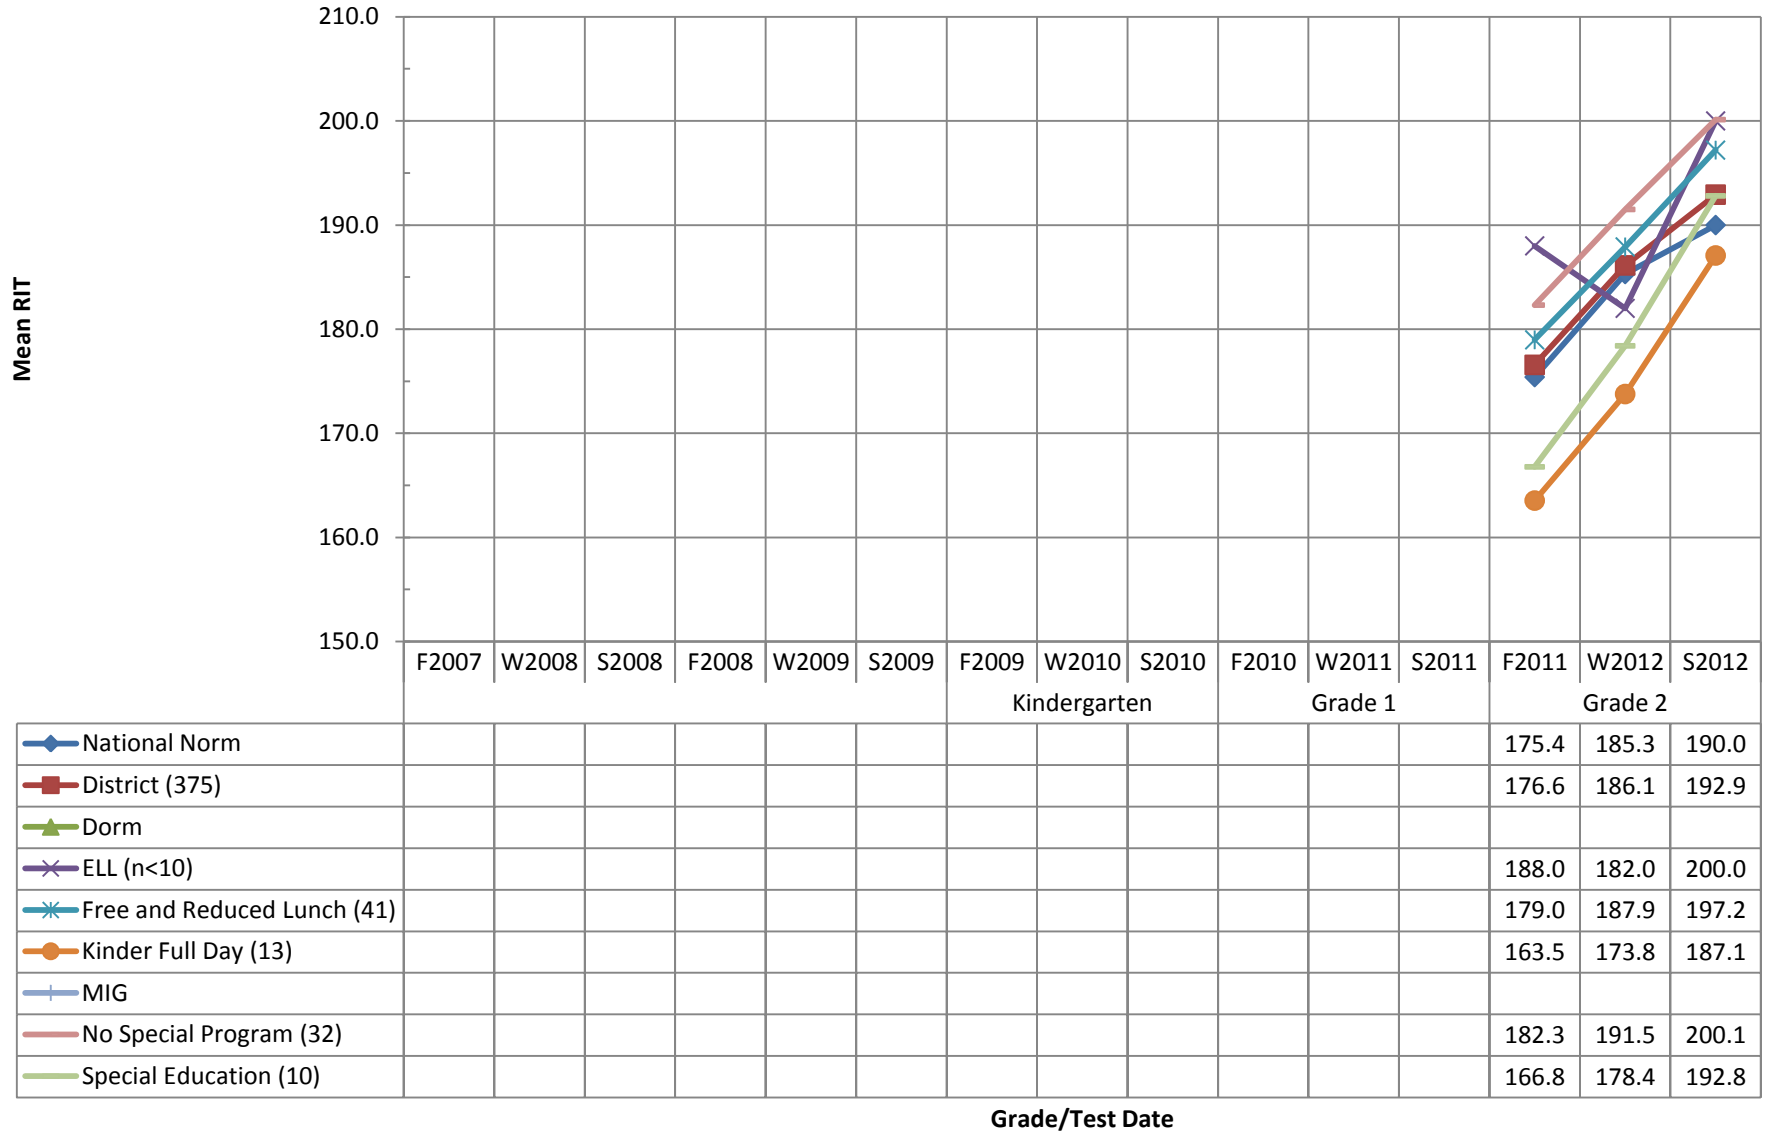 210.0
200.0
190.0
180.0
170.0
160.0
150.0
Mean RIT
F2007 W2008 S2008 F2008 W2009 S2009 F2009 W2010 S2010 F2010 W2011 S2011 F2011 W2012 S2012
Kindergarten Grade 1 Grade 2
National Norm 175.4 185.3 190.0
District (375) 176.6 186.1 192.9
Dorm
ELL (n<10) 188.0 182.0 200.0
Free and Reduced Lunch (41) 179.0 187.9 197.2
Kinder Full Day (13) 163.5 173.8 187.1
MIG
No Special Program (32) 182.3 191.5 200.1
Special Education (10) 166.8 178.4 192.8
Grade/Test Date